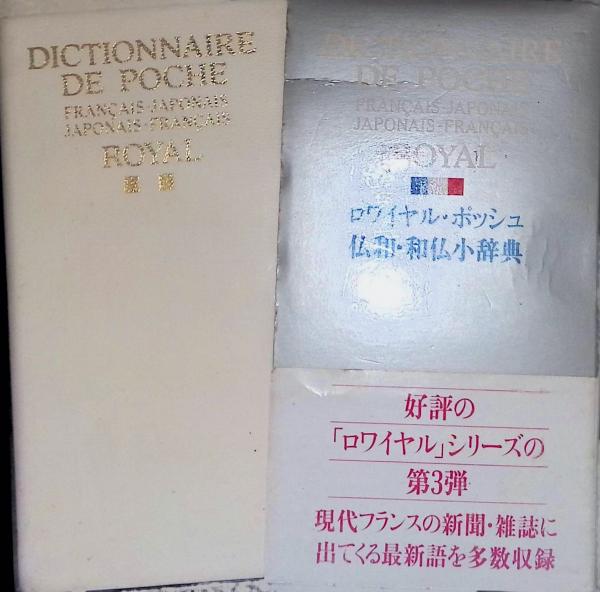 DICTIONNAIRE
DE POCHE
FRANÇAIS-JAPONAIS
JAPONAIS-FRANÇAIS
ROYAL
DICTIONNAIRE
DE POCHE
FRANÇAIS-JAPONAIS
JAPONAIS-FRANÇAIS
ROYAL
ロワイヤル・ポッシュ
仏和・和仏小辞典
好評の
「ロワイヤル」シリーズの
第3弾
現代フランスの新聞・雑誌に
出てくる最新語を多数収録